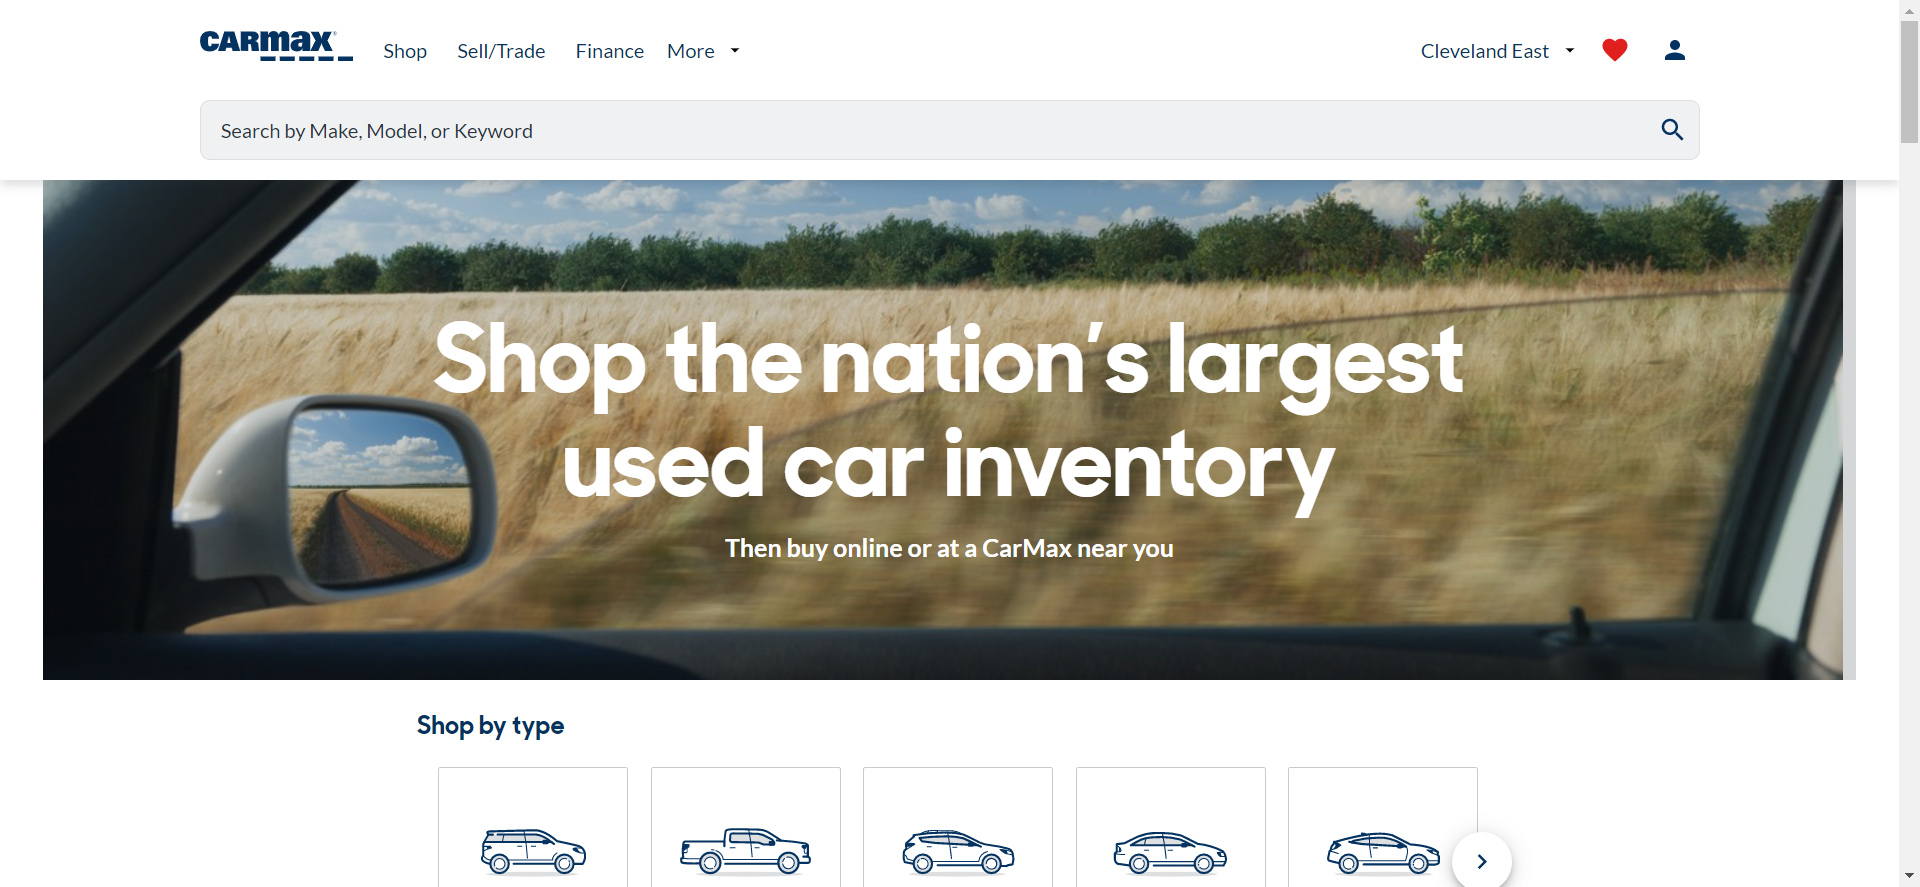 CARMAX
Shop
Sell/Trade
Finance
More
Cleveland East
Search by Make, Model, or Keyword
Shop the nation's largest
used car inventory
Then buy online or at a CarMax near you
Shop by type